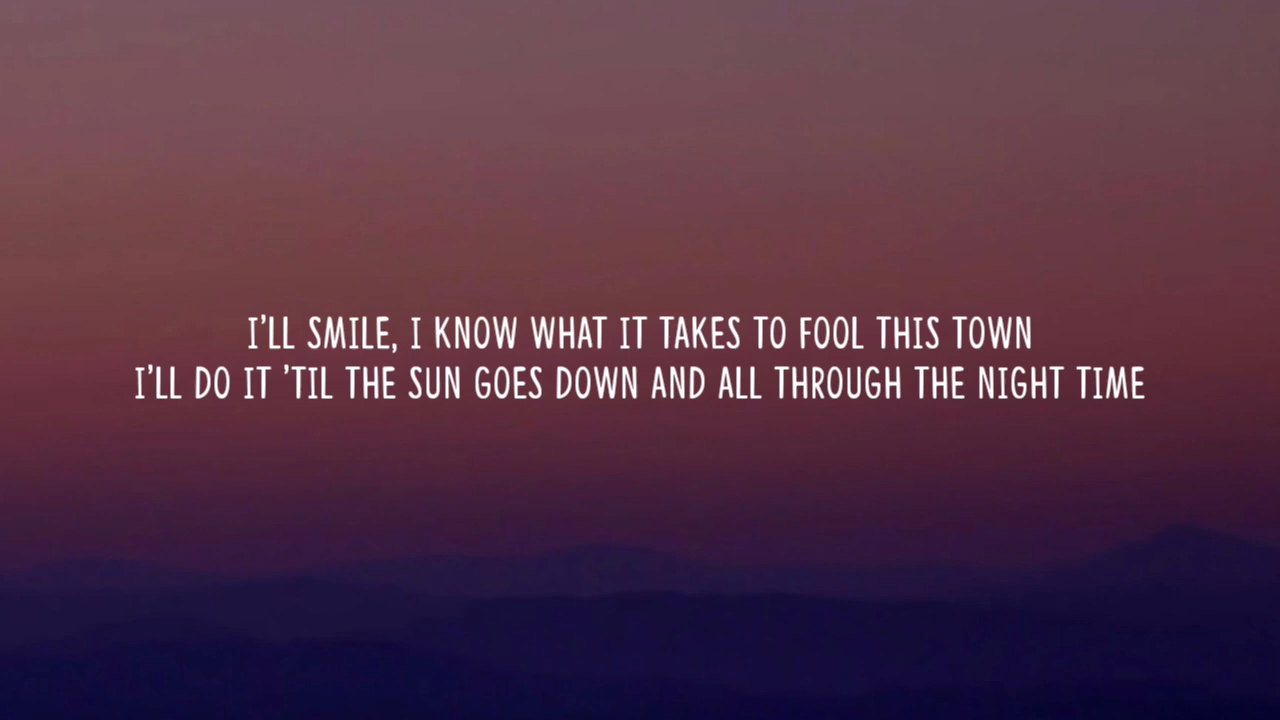 I'LL SMILE, I KNOW WHAT IT TAKES TO FOOL THIS TOWN
I'LL DO IT 'TIL THE SUN GOES DOWN AND ALL THROUGH THE NIGHT TIME